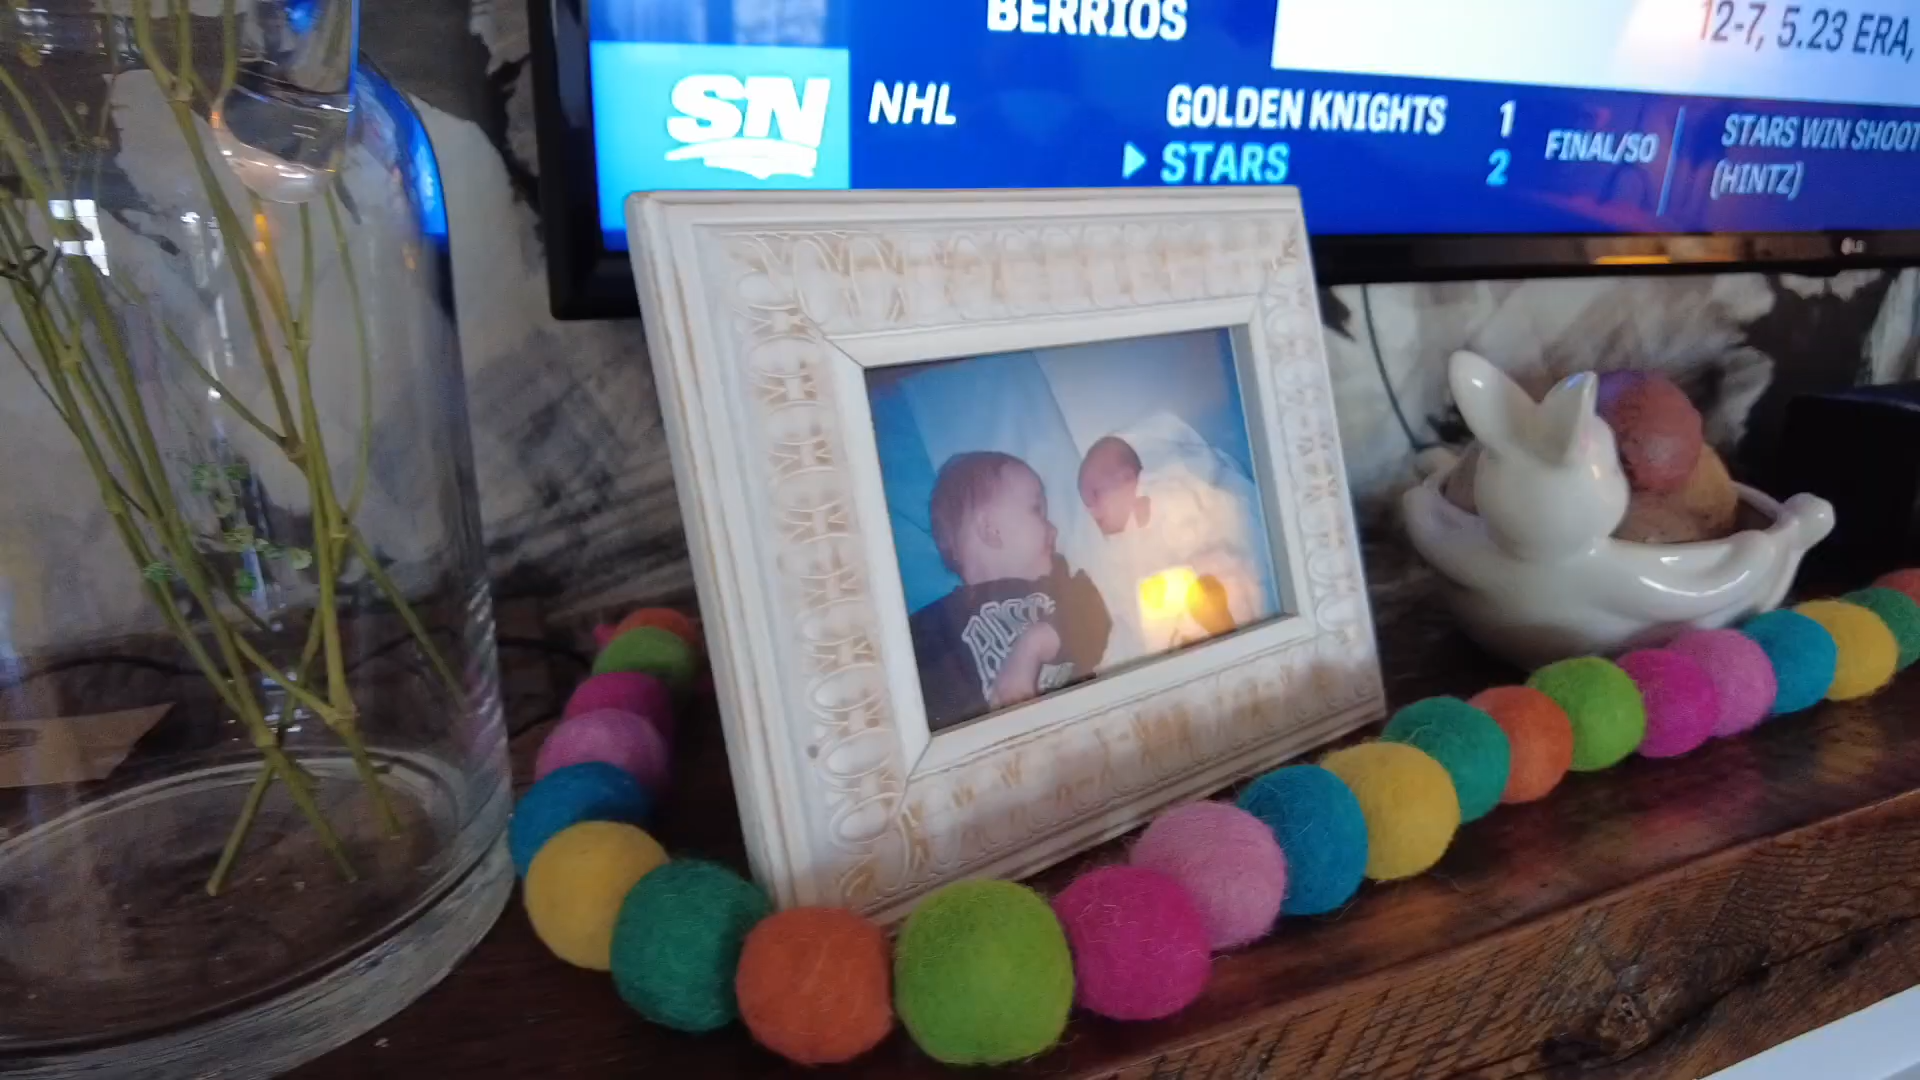 BERRIOS
12-7, 5.23 ERA,
SN
NHL
GOLDEN KNIGHTS 1
STARS 2
FINAL/SO
STARS WIN SHOOT
(HINTZ)
LG